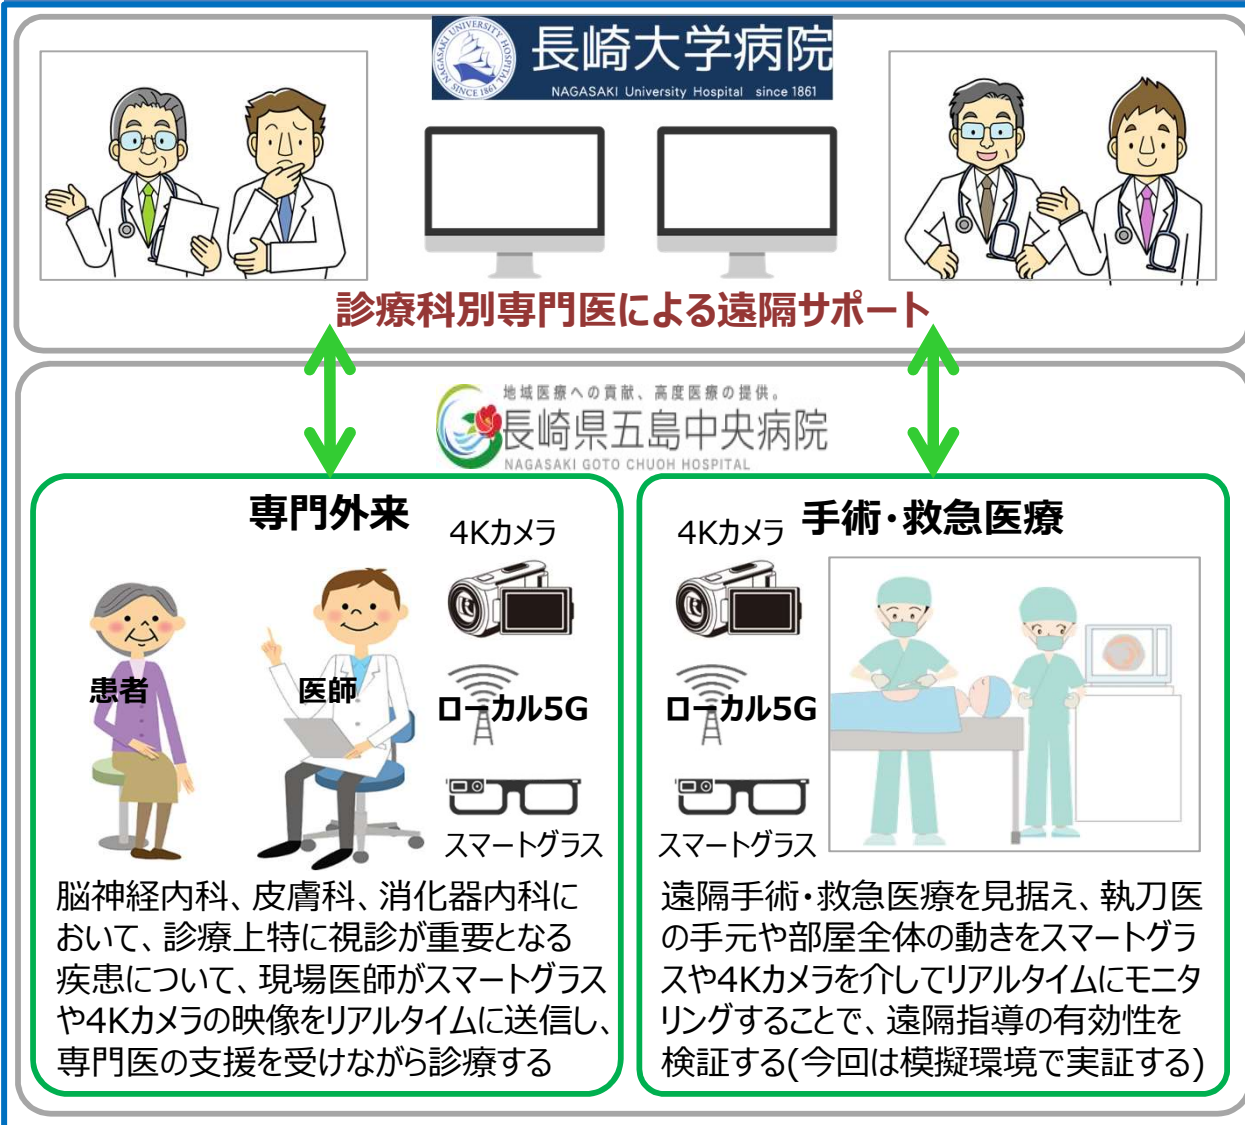 NAGASAKI UNIVERSITY HOSPITAL
SINCE 1861
長崎大学病院
NAGASAKI University Hospital since 1861
診療科別専門医による遠隔サポート
地域医療への貢献、高度医療の提供。
長崎県五島中央病院
NAGASAKI GOTO CHUOH HOSPITAL
専門外来
4Kカメラ
患者
医師
ローカル5G
スマートグラス
脳神経内科、皮膚科、消化器内科に
おいて、診療上特に視診が重要となる
疾患について、現場医師がスマートグラス
や4Kカメラの映像をリアルタイムに送信し、
専門医の支援を受けながら診療する
4Kカメラ
手術・救急医療
ローカル5G
スマートグラス
遠隔手術・救急医療を見据え、執刀医
の手元や部屋全体の動きをスマートグラ
スや4Kカメラを介してリアルタイムにモニタ
リングすることで、遠隔指導の有効性を
検証する(今回は模擬環境で実証する)